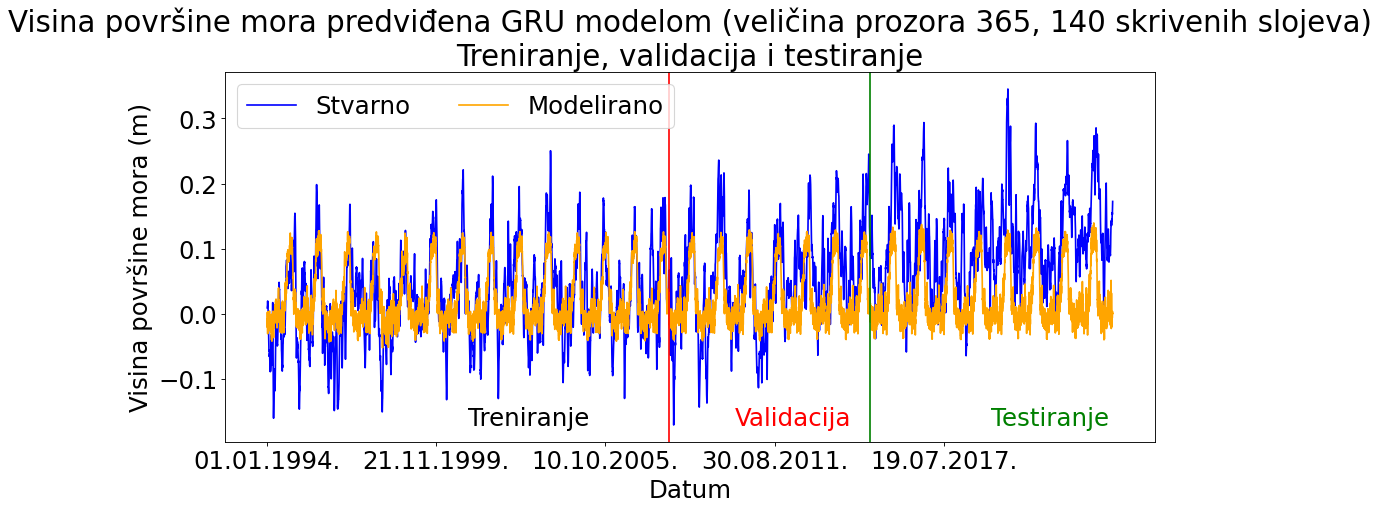 Visina površine mora predviđena GRU modelom (veličina prozora 365, 140 skrivenih slojeva)
Treniranje, validacija i testiranje
Stvarno
Modelirano
Visina površine mora (m)
0.3
0.2
0.1
0.0
−0.1
Treniranje
Validacija
Testiranje
01.01.1994.
21.11.1999.
10.10.2005.
30.08.2011.
19.07.2017.
Datum